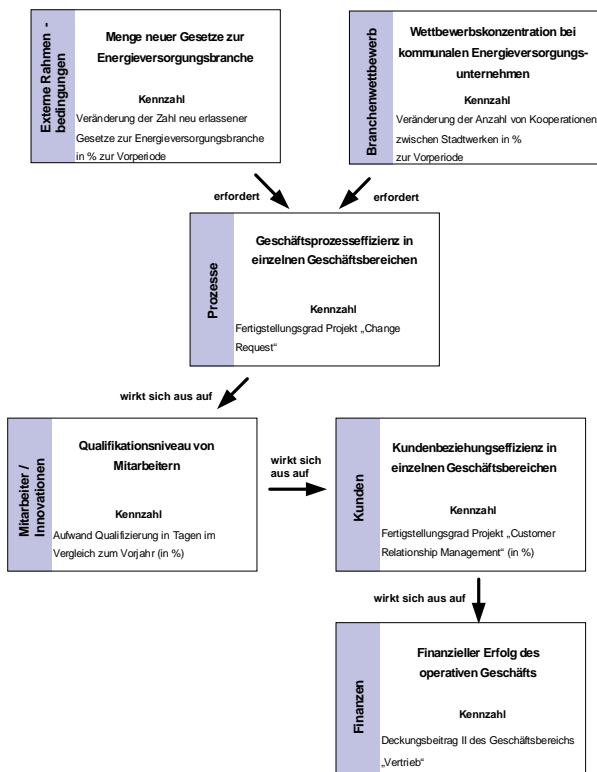 Externe Rahmen -
bedingungen
Menge neuer Gesetze zur
Energieversorgungsbranche
Kennzahl
Veränderung der Zahl neu erlassener
Gesetze zur Energieversorgungsbranche
in % zur Vorperiode
Branchenwettbewerb
Wettbewerbskonzentration bei
kommunalen Energieversorgungs-
unternehmen
Kennzahl
Veränderung der Anzahl von Kooperationen
zwischen Stadtwerken in %
zur Vorperiode
erfordert
erfordert
Prozesse
Geschäftsprozesseffizienz in
einzelnen Geschäftsbereichen
Kennzahl
Fertigstellungsgrad Projekt „Change
Request“
wirkt sich aus auf
Mitarbeiter /
Innovationen
Qualifikationsniveau von
Mitarbeitern
Kennzahl
Aufwand Qualifizierung in Tagen im
Vergleich zum Vorjahr (in %)
wirkt sich
aus auf
Kunden
Kundenbeziehungseffizienz in
einzelnen Geschäftsbereichen
Kennzahl
Fertigstellungsgrad Projekt „Customer
Relationship Management“ (in %)
wirkt sich aus auf
Finanzen
Finanzieller Erfolg des
operativen Geschäfts
Kennzahl
Deckungsbeitrag II des Geschäftsbereichs
„Vertrieb“